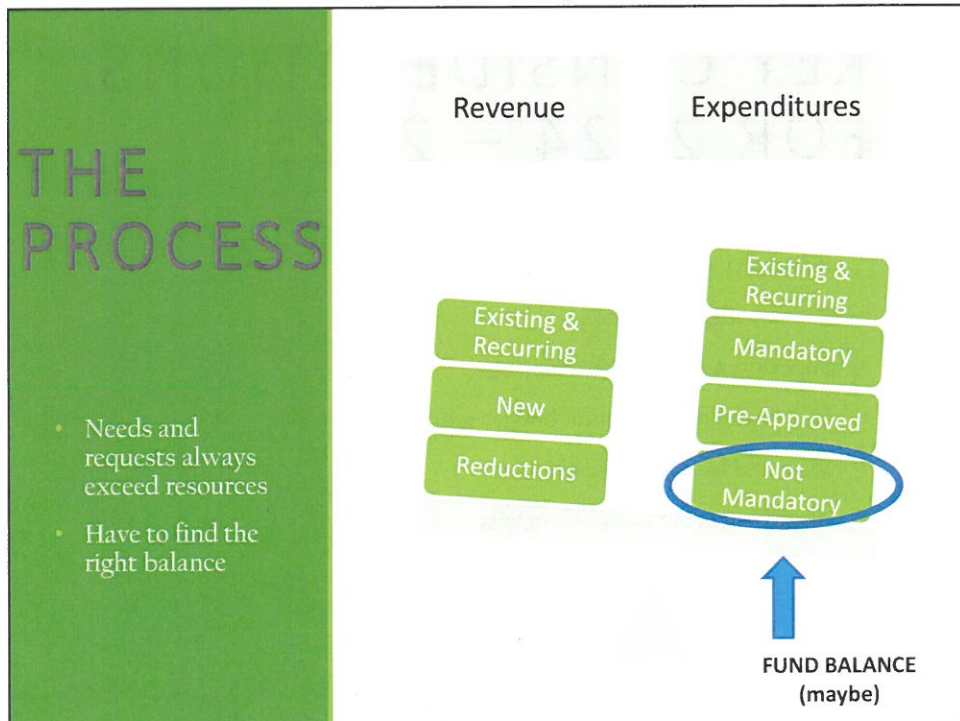 THE
PROCESS
• Needs and
requests always
exceed resources
• Have to find the
right balance
Revenue
Existing &
Recurring
New
Reductions
Expenditures
Existing &
Recurring
Mandatory
Pre-Approved
Not
Mandatory
FUND BALANCE
(maybe)